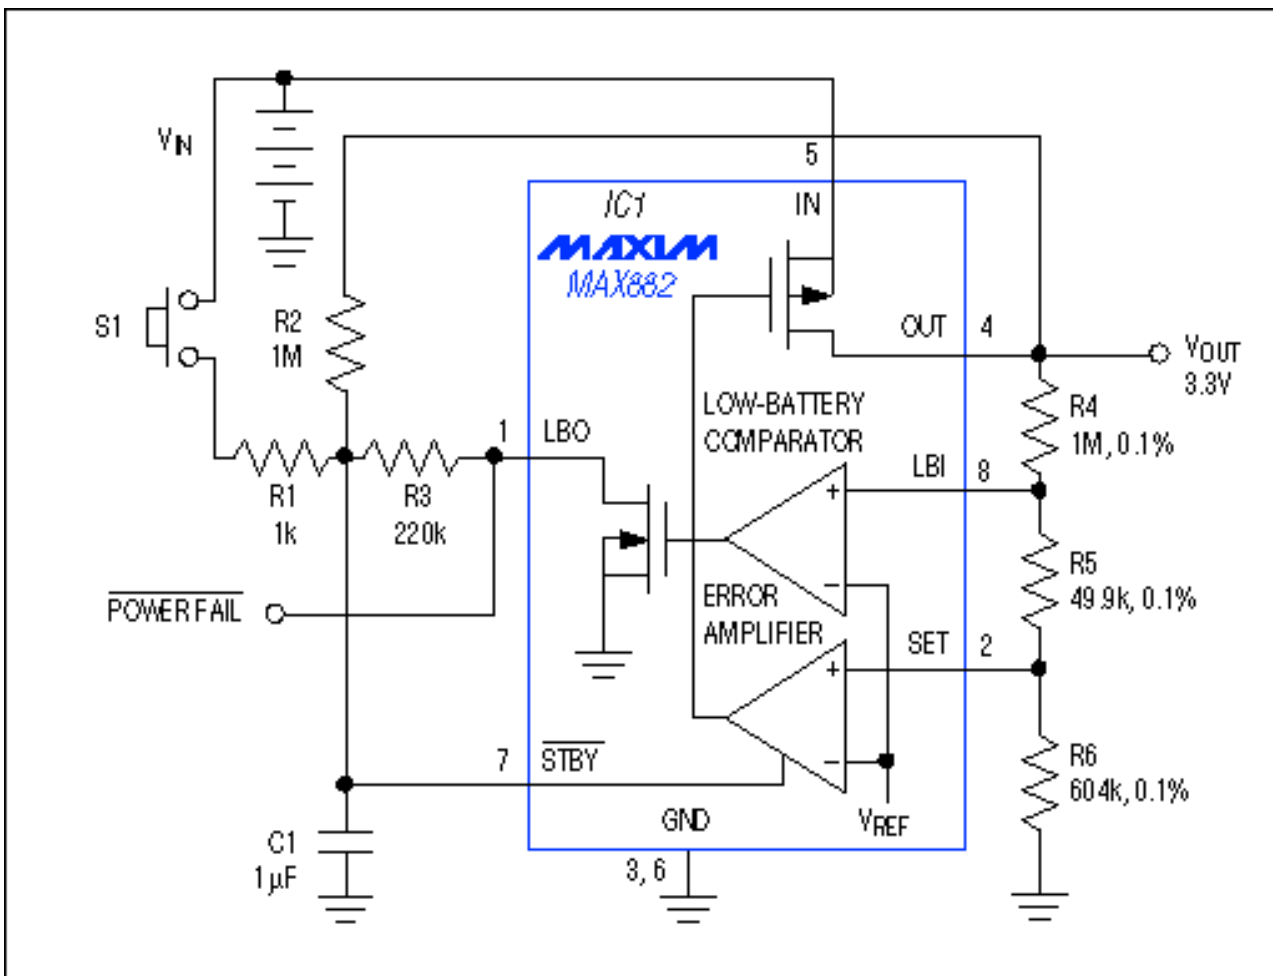 VIN
5
IC1
IN
MAXIM
MAX882
S1
R2
1M
OUT
4
VOUT
3.3V
LOW-BATTERY
COMPARATOR
R4
1M, 0.1%
1
LBO
LBI
8
+
R1
1k
R3
220k
R5
49.9k, 0.1%
−
POWER FAIL
ERROR
AMPLIFIER
SET
2
+
7
STBY
−
R6
604k, 0.1%
GND
VREF
C1
1μF
3, 6